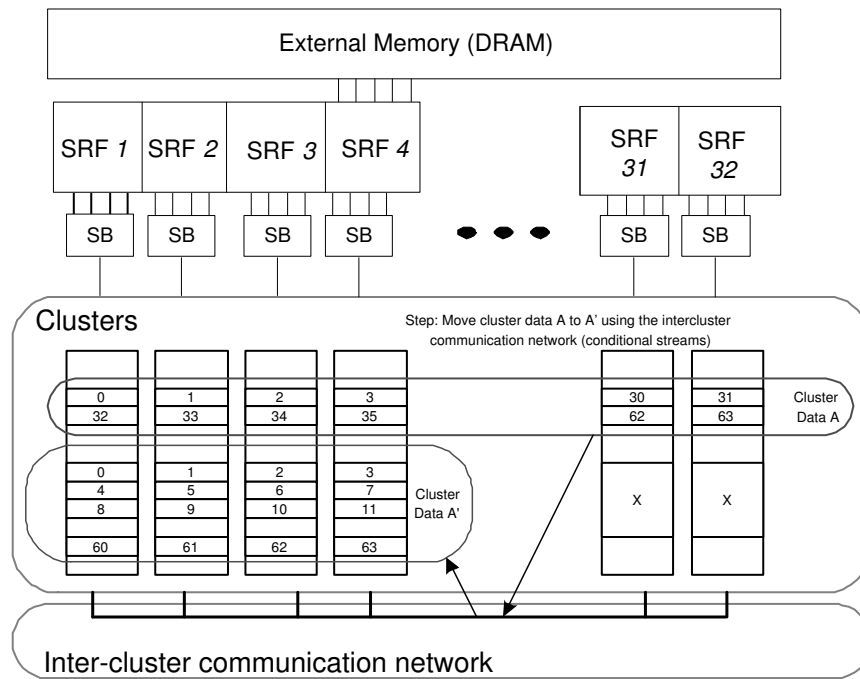 External Memory (DRAM)
SRF 1 SRF 2 SRF 3 SRF 4 SRF 31 SRF 32
SB SB SB SB SB SB
Clusters
Step: Move cluster data A to A' using the intercluster
communication network (conditional streams)
0 1 2 3 30 31
32 33 34 35 62 63
Cluster
Data A
0 1 2 3
4 5 6 7
8 9 10 11
60 61 62 63
Cluster
Data A'
X X
Inter-cluster communication network